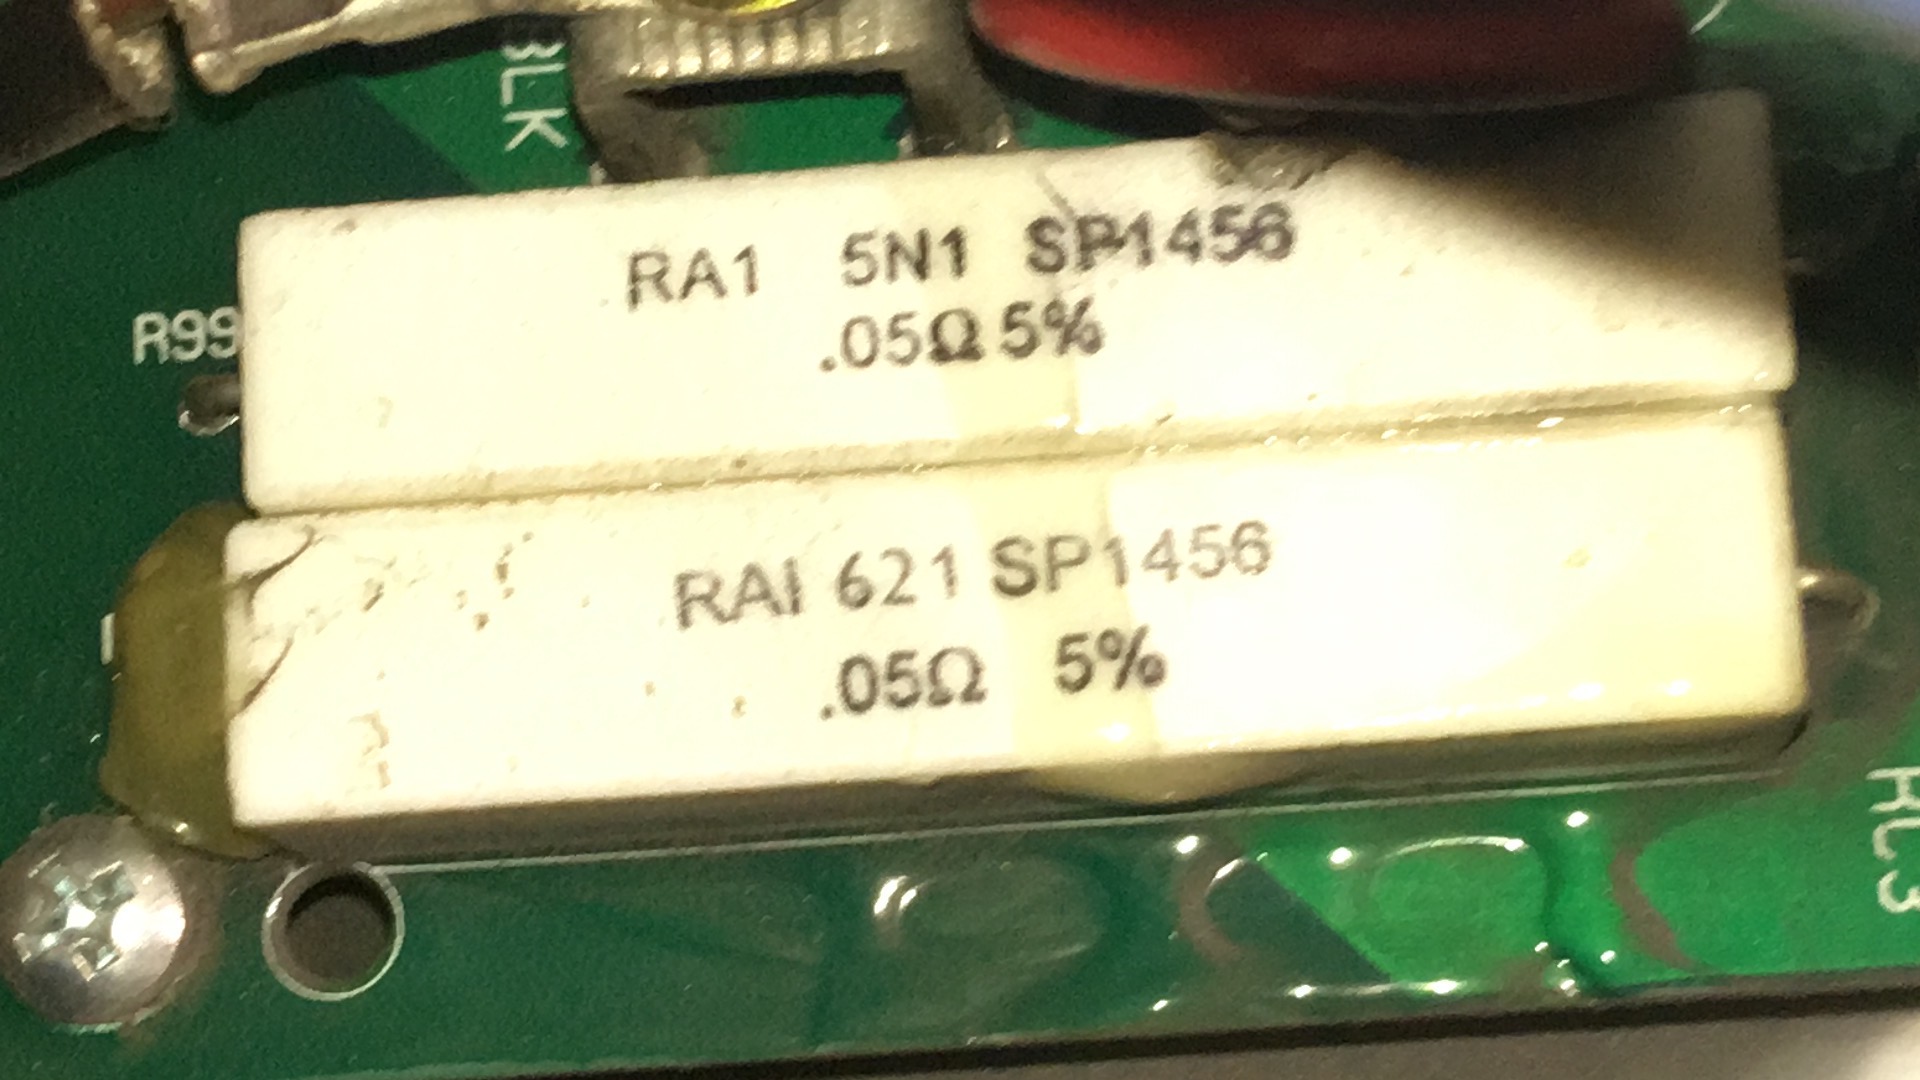 BLK
R99
RA1 5N1 SP1456
.05Ω 5%
RAI 621 SP1456
.05Ω 5%